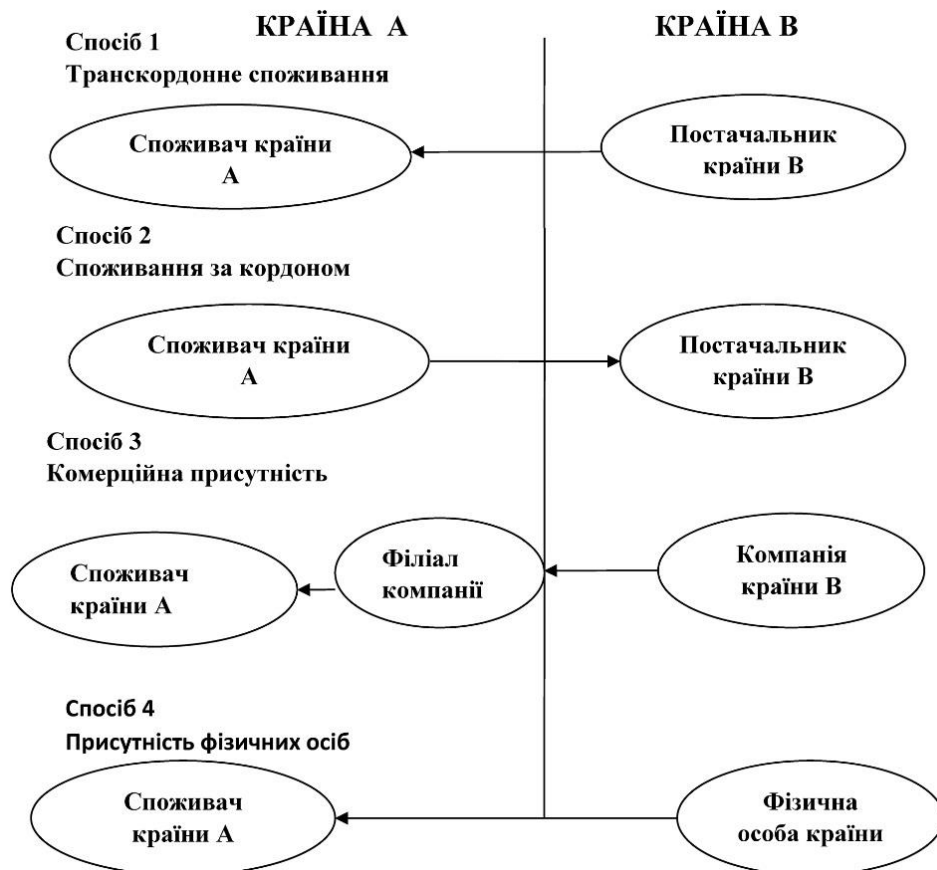 КРАЇНА А
КРАЇНА В
Спосіб 1
Транскордонне споживання
Споживач країни
А
Постачальник
країни В
Спосіб 2
Споживання за кордоном
Споживач країни
А
Постачальник
країни В
Спосіб 3
Комерційна присутність
Споживач
країни А
Філіал
компанії
Компанія
країни В
Спосіб 4
Присутність фізичних осіб
Споживач
країни А
Фізична
особа країни